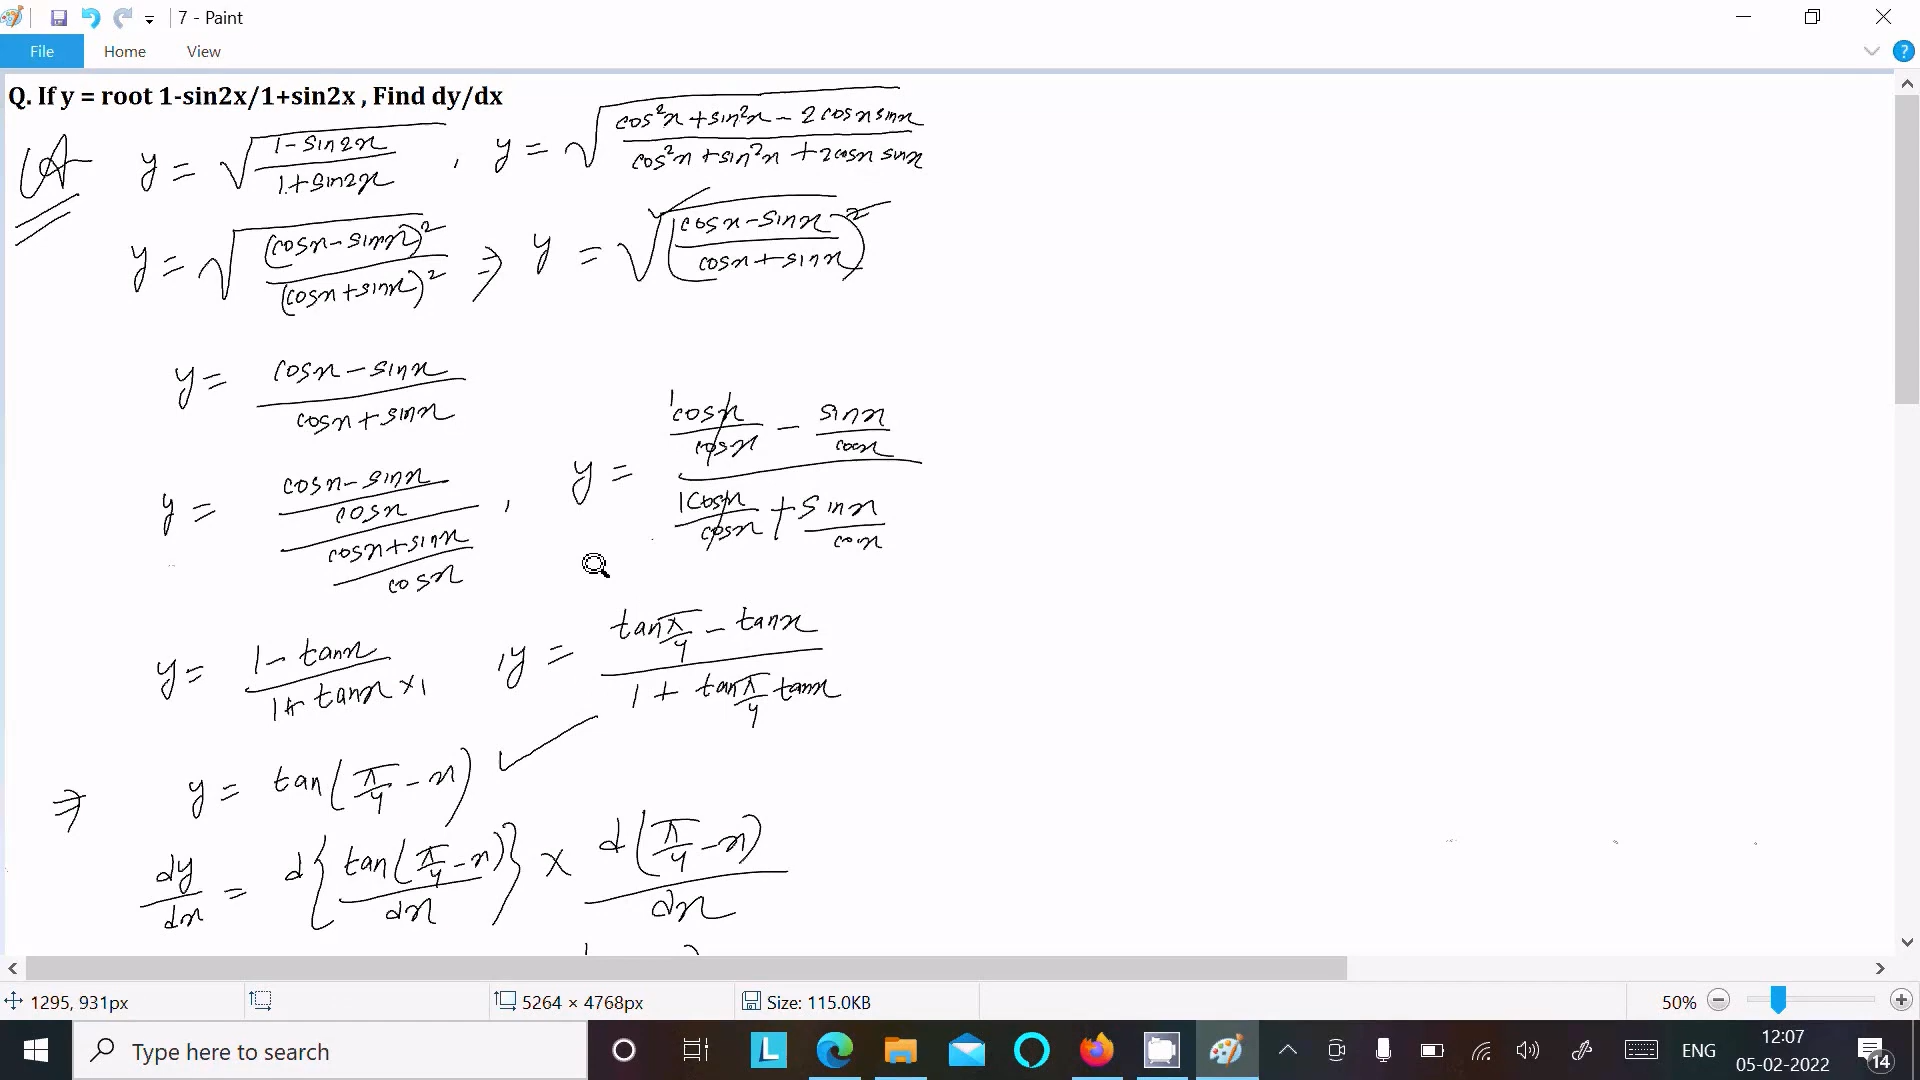 7 - Paint
File Home View
Q. If y = root 1-sin2x/1+sin2x , Find dy/dx
A y = √((1-sin2x)/(1+sin2x)) , y = √((cos²x+sin²x-2cosx sinx)/(cos²x+sin²x+2cosx sinx))
y = √((cosx-sinx)²/(cosx+sinx)²) ⇒ y = √((cosx-sinx)/(cosx+sinx))²
y = (cosx-sinx)/(cosx+sinx)
y = ((cosx-sinx)/cosx)/((cosx+sinx)/cosx) , y = (cosx/cosx - sinx/cosx)/(cosx/cosx + sinx/cosx)
y = (1-tanx)/(1+tanx×1) , y = (tan π/4 - tanx)/(1 + tan π/4 tanx)
⇒ y = tan(π/4 - x)
dy/dx = d{tan(π/4 - x)}/dx × d(π/4 - x)/dx
1295, 931px 5264 × 4768px Size: 115.0KB 50%
Type here to search L ENG 12:07
05-02-2022 14